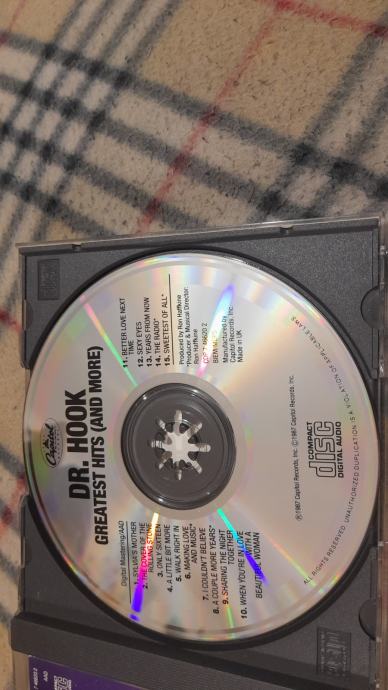 Capitol
DR. HOOK
GREATEST HITS (AND MORE)
Digital Mastering/AAD
1. SYLVIA'S MOTHER
2. THE COVER OF THE
ROLLING STONE
3. ONLY SIXTEEN
4. A LITTLE BIT MORE
5. WALK RIGHT IN
6. MAKING LOVE
AND MUSIC*
7. I COULDN'T BELIEVE
8. A COUPLE MORE YEARS*
9. SHARING THE NIGHT
TOGETHER
10. WHEN YOU'RE IN LOVE
WITH A
BEAUTIFUL WOMAN
11. BETTER LOVE NEXT
TIME
12. SEXY EYES
13. YEARS FROM NOW
14. THE RADIO*
15. SWEETEST OF ALL*
Produced by Ron Haffkine
*Producer & Musical Director:
Ron Haffkine
CDP 7 46620 2
BIEM
Manufactured by
Capitol Records, Inc.
Made in UK
℗1987 Capitol Records, Inc. ©1987 Capitol Records, Inc.
COMPACT
disc
DIGITAL AUDIO
ALL RIGHTS RESERVED. UNAUTHORIZED DUPLICATION IS A VIOLATION OF APPLICABLE LAWS
AAD